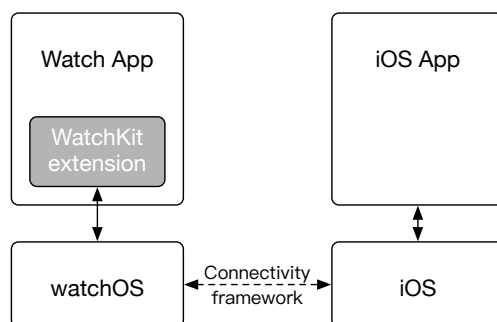 Watch App
iOS App
WatchKit
extension
Connectivity
framework
watchOS
iOS